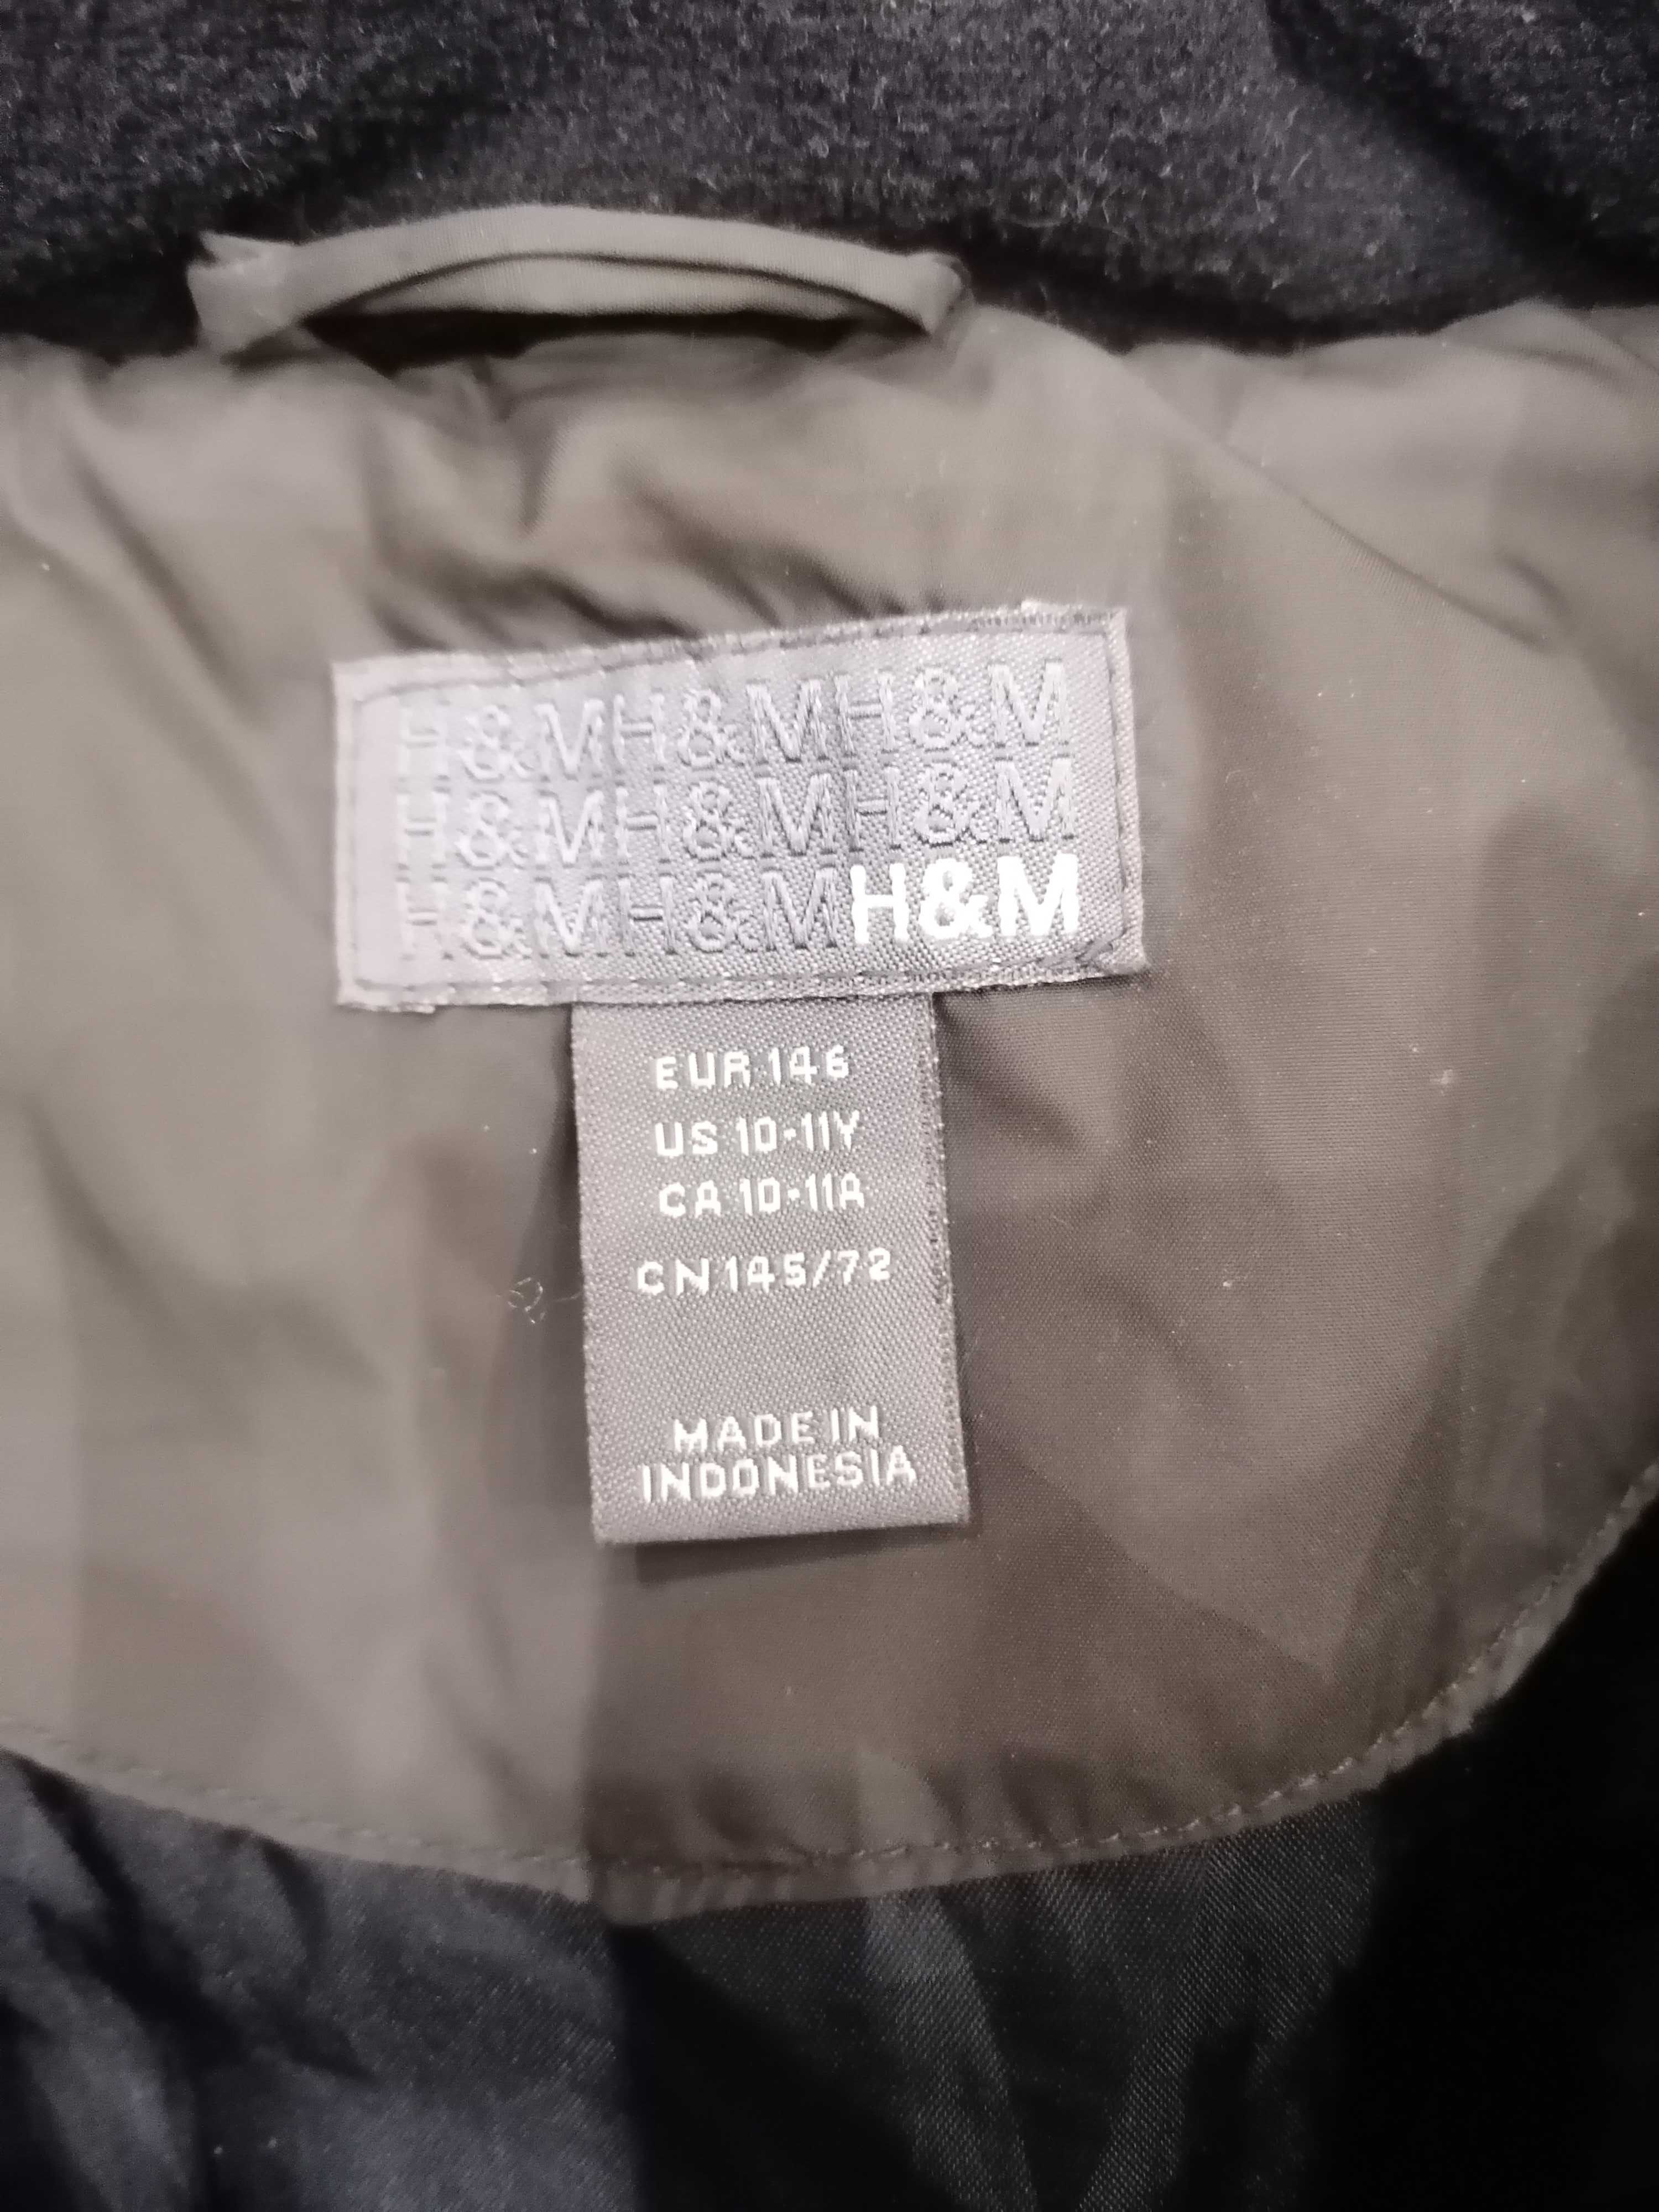 H&MH&MH&M
H&MH&MH&M
H&MH&MH&M
EUR 146
US 10-11Y
CA 10-11A
CN 145/72
MADE IN
INDONESIA